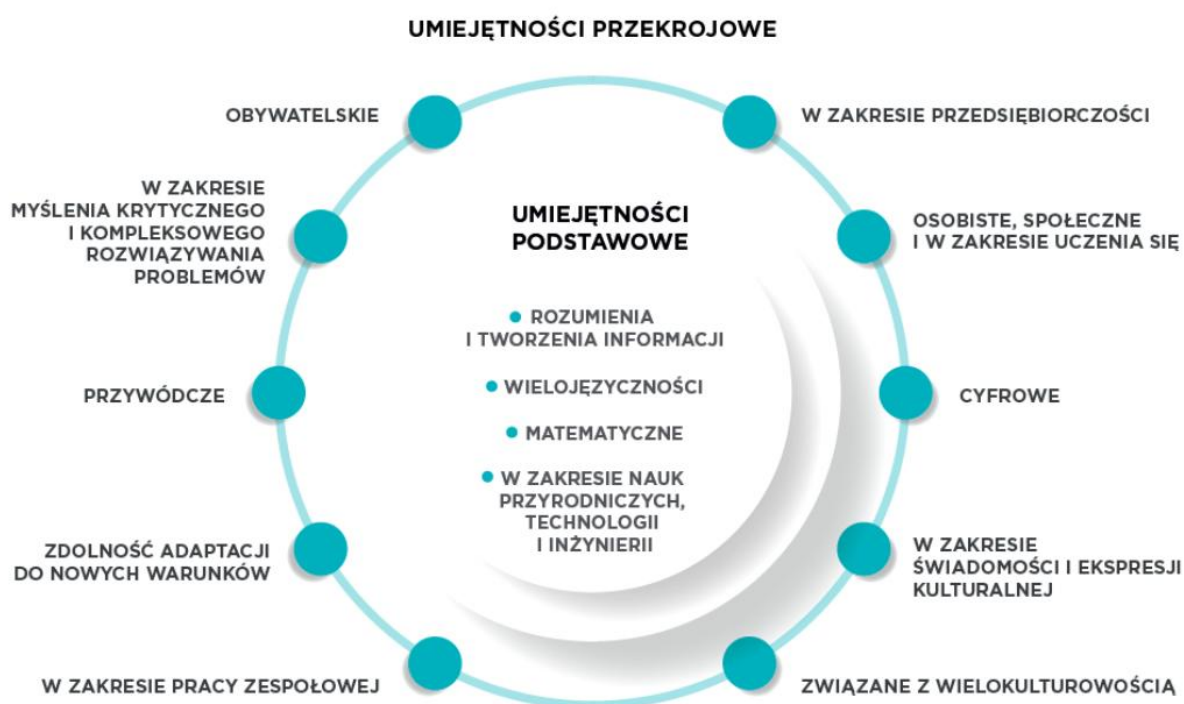 UMIEJĘTNOŚCI PRZEKROJOWE
OBYWATELSKIE
W ZAKRESIE
MYŚLENIA KRYTYCZNEGO
I KOMPLEKSOWEGO
ROZWIĄZYWANIA
PROBLEMÓW
PRZYWÓDCZE
ZDOLNOŚĆ ADAPTACJI
DO NOWYCH WARUNKÓW
W ZAKRESIE PRACY ZESPOŁOWEJ
UMIEJĘTNOŚCI
PODSTAWOWE
• ROZUMIENIA
I TWORZENIA INFORMACJI
• WIELOJĘZYCZNOŚCI
• MATEMATYCZNE
• W ZAKRESIE NAUK
PRZYRODNICZYCH,
TECHNOLOGII
I INŻYNIERII
W ZAKRESIE PRZEDSIĘBIORCZOŚCI
OSOBISTE, SPOŁECZNE
I W ZAKRESIE UCZENIA SIĘ
CYFROWE
W ZAKRESIE
ŚWIADOMOŚCI I EKSPRESJI
KULTURALNEJ
ZWIĄZANE Z WIELOKULTUROWOŚCIĄ